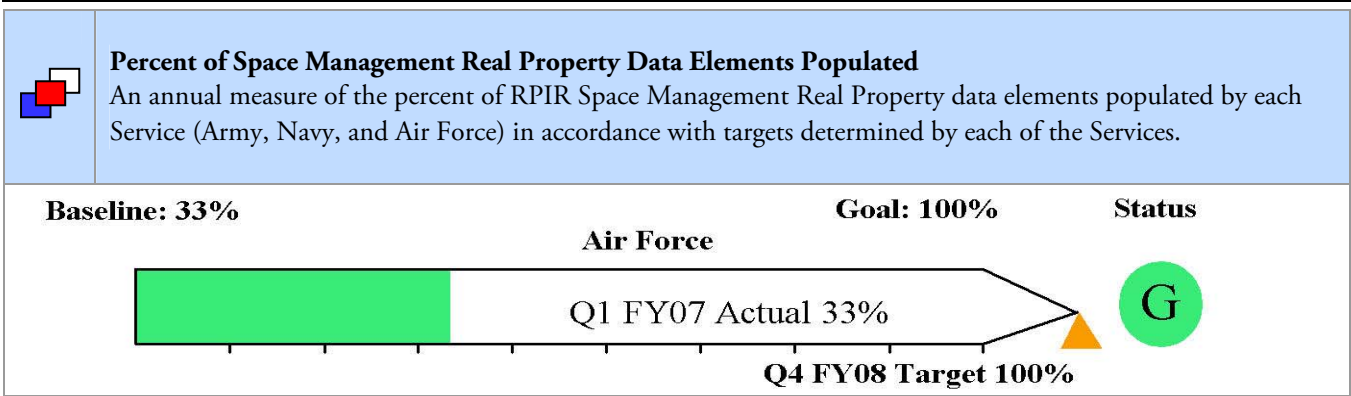 Percent of Space Management Real Property Data Elements Populated
An annual measure of the percent of RPIR Space Management Real Property data elements populated by each
Service (Army, Navy, and Air Force) in accordance with targets determined by each of the Services.
Baseline: 33% Goal: 100% Status
Air Force
Q1 FY07 Actual 33% G
Q4 FY08 Target 100%